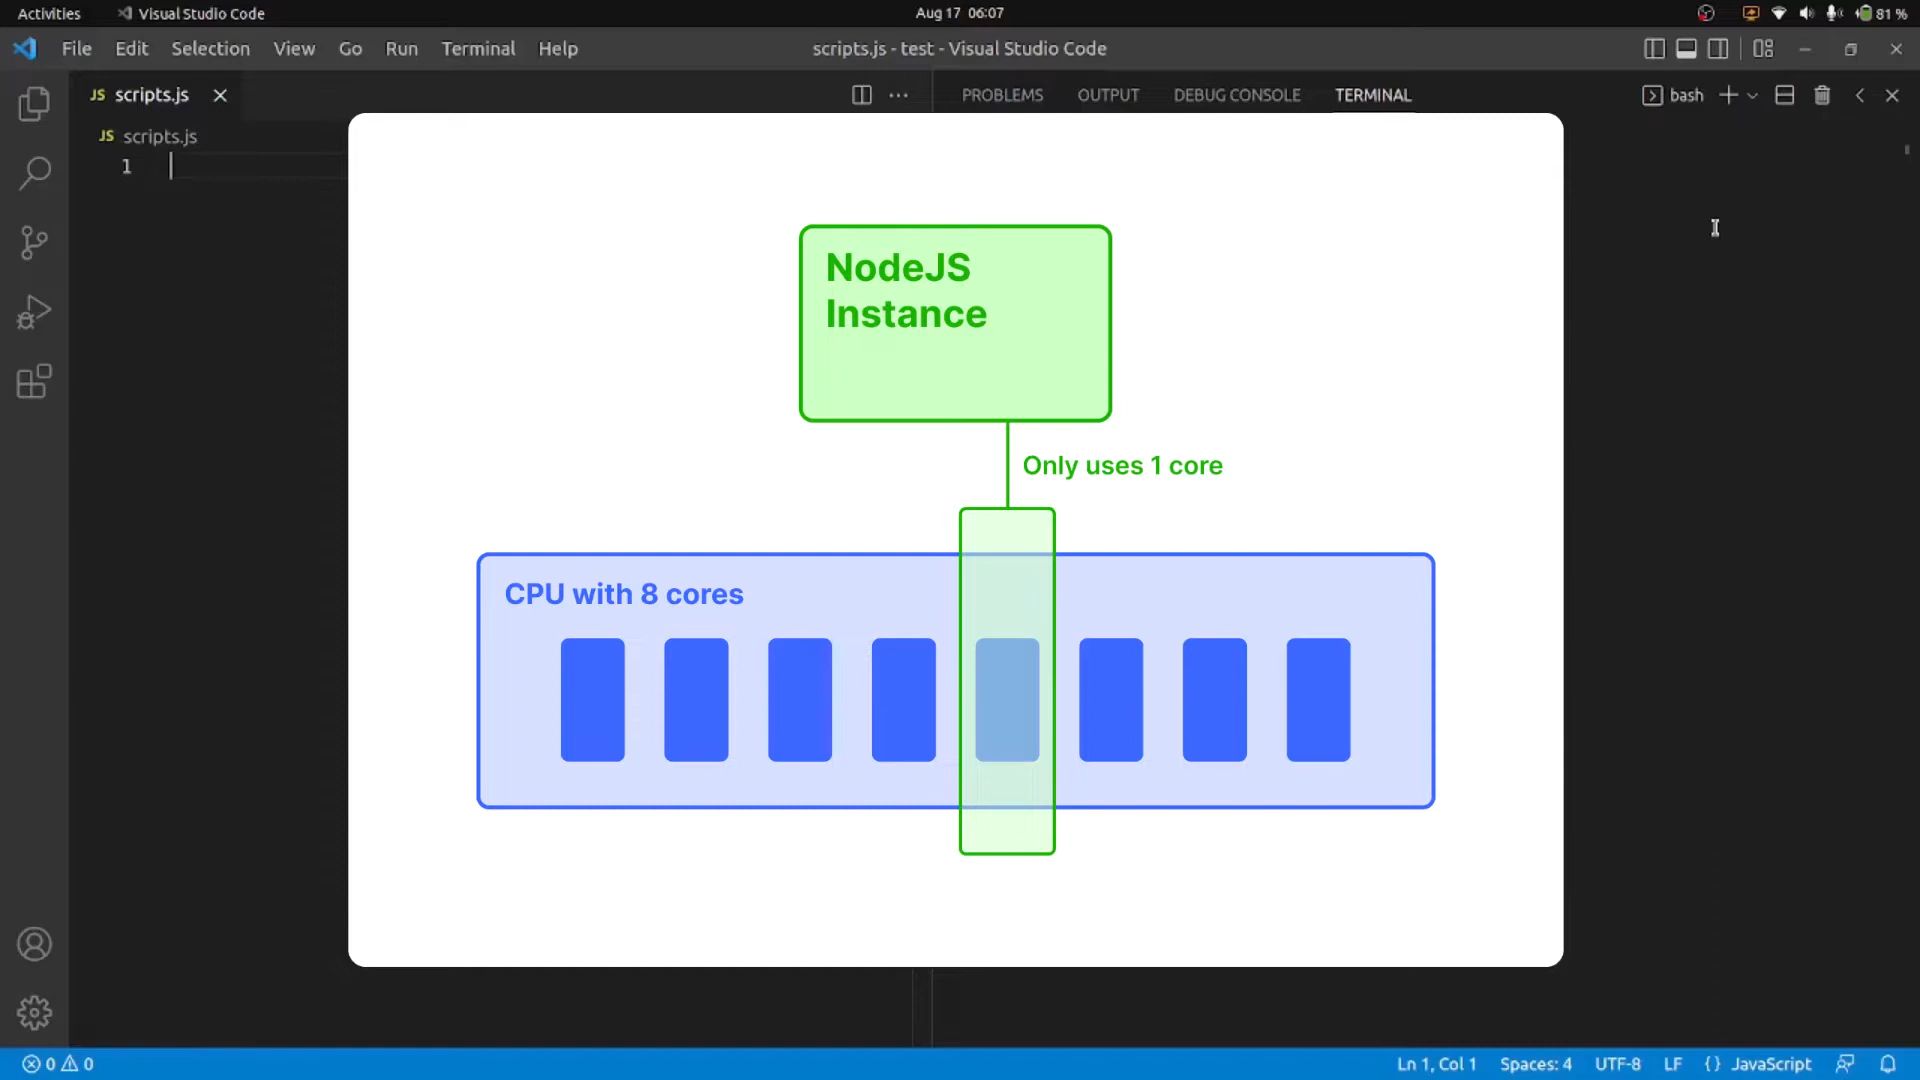 Activities
Visual Studio Code
Aug 17 06:07
81 %
File Edit Selection View Go Run Terminal Help
scripts.js - test - Visual Studio Code
JS scripts.js
PROBLEMS OUTPUT DEBUG CONSOLE TERMINAL
bash
JS scripts.js
1
NodeJS
Instance
Only uses 1 core
CPU with 8 cores
0 0
Ln 1, Col 1 Spaces: 4 UTF-8 LF {} JavaScript